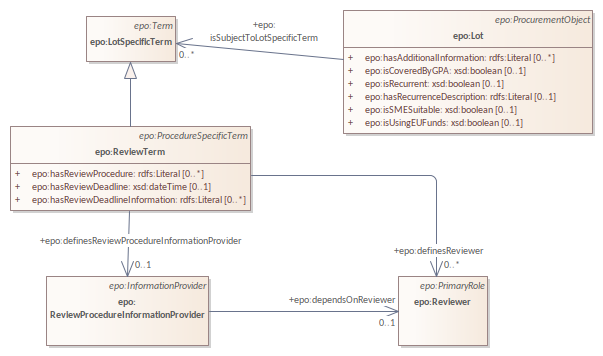 epo:Term
epo:LotSpecificTerm
+epo:
isSubjectToLotSpecificTerm
0..*
epo:ProcurementObject
epo:Lot
+ epo:hasAdditionalInformation: rdfs:Literal [0..*]
+ epo:isCoveredByGPA: xsd:boolean [0..1]
+ epo:isRecurrent: xsd:boolean [0..1]
+ epo:hasRecurrenceDescription: rdfs:Literal [0..1]
+ epo:isSMESuitable: xsd:boolean [0..1]
+ epo:isUsingEUFunds: xsd:boolean [0..1]
epo:ProcedureSpecificTerm
epo:ReviewTerm
+ epo:hasReviewProcedure: rdfs:Literal [0..*]
+ epo:hasReviewDeadline: xsd:dateTime [0..1]
+ epo:hasReviewDeadlineInformation: rdfs:Literal [0..*]
+epo:definesReviewProcedureInformationProvider
0..1
+epo:definesReviewer
0..*
epo:InformationProvider
epo:
ReviewProcedureInformationProvider
+epo:dependsOnReviewer
0..1
epo:PrimaryRole
epo:Reviewer